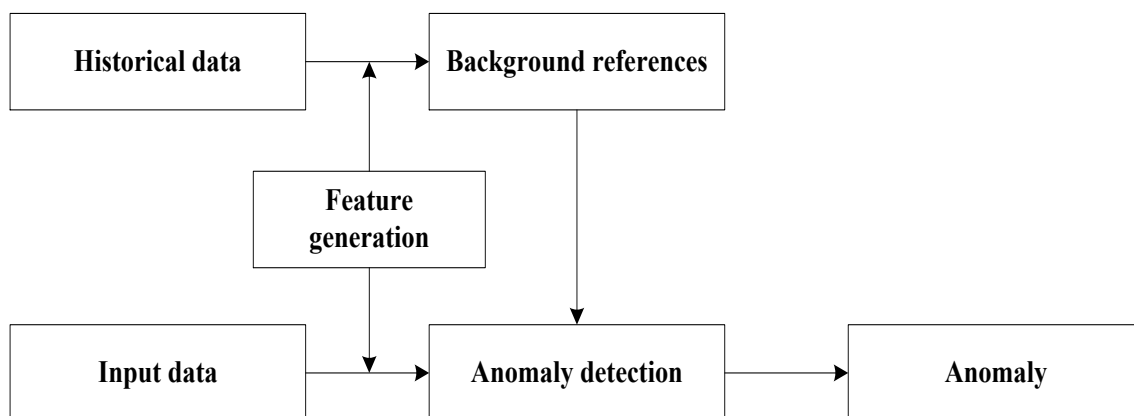 Historical data
Background references
Feature
generation
Input data
Anomaly detection
Anomaly